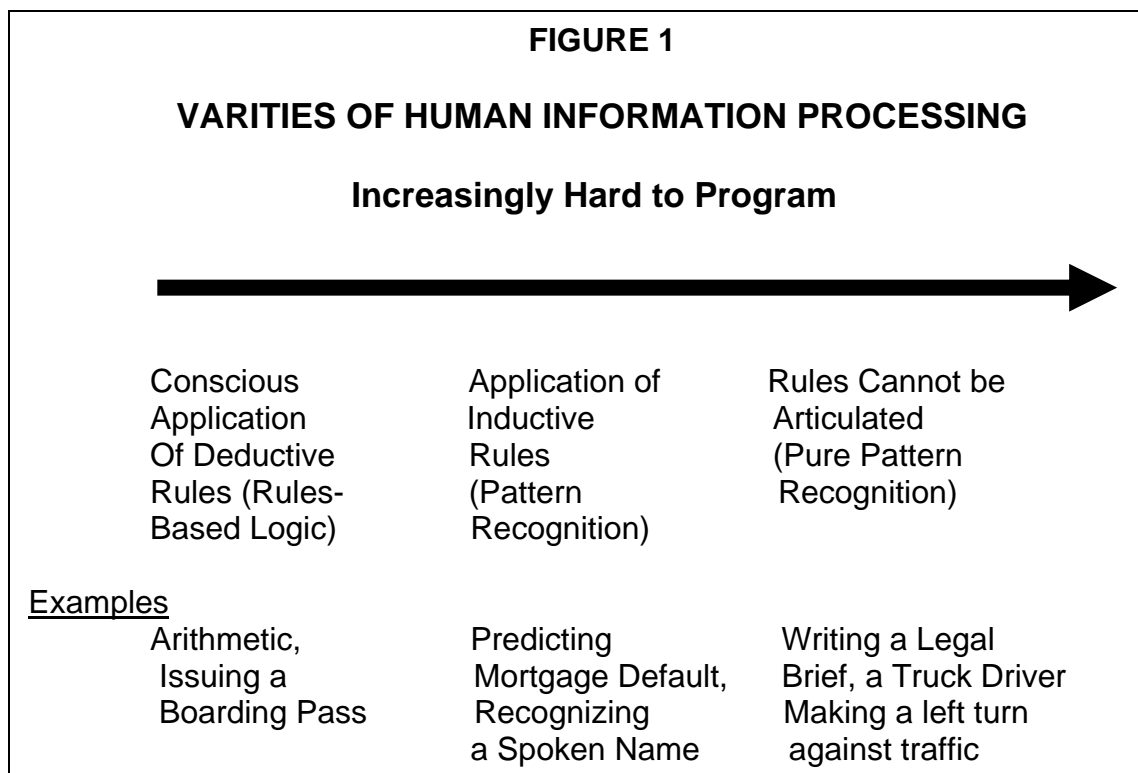 FIGURE 1
VARITIES OF HUMAN INFORMATION PROCESSING
Increasingly Hard to Program
Conscious
Application
Of Deductive
Rules (Rules-
Based Logic)
Application of
Inductive
Rules
(Pattern
Recognition)
Rules Cannot be
Articulated
(Pure Pattern
Recognition)
Examples
Arithmetic,
Issuing a
Boarding Pass
Predicting
Mortgage Default,
Recognizing
a Spoken Name
Writing a Legal
Brief, a Truck Driver
Making a left turn
against traffic